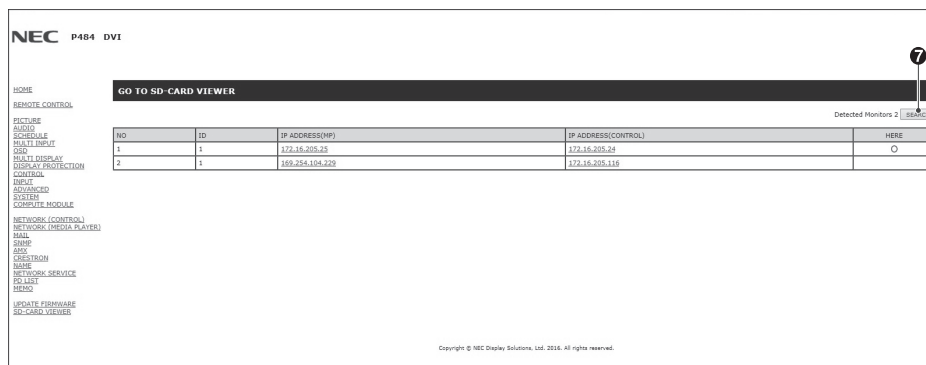 NEC P484 DVI
7
HOME
GO TO SD-CARD VIEWER
REMOTE CONTROL
Detected Monitors 2 SEARC
PICTURE
AUDIO
SCHEDULE
MULTI INPUT
OSD
MULTI DISPLAY
DISPLAY PROTECTION
CONTROL
INPUT
ADVANCED
SYSTEM
COMPUTE MODULE
NO ID IP ADDRESS(MP) IP ADDRESS(CONTROL) HERE
1 1 172.16.205.25 172.16.205.24 O
2 1 169.254.104.229 172.16.205.116
NETWORK (CONTROL)
NETWORK (MEDIA PLAYER)
MAIL
SNMP
AMX
CRESTRON
NAME
NETWORK SERVICE
PD LIST
MEMO
UPDATE FIRMWARE
SD-CARD VIEWER
Copyright © NEC Display Solutions, Ltd. 2016. All rights reserved.